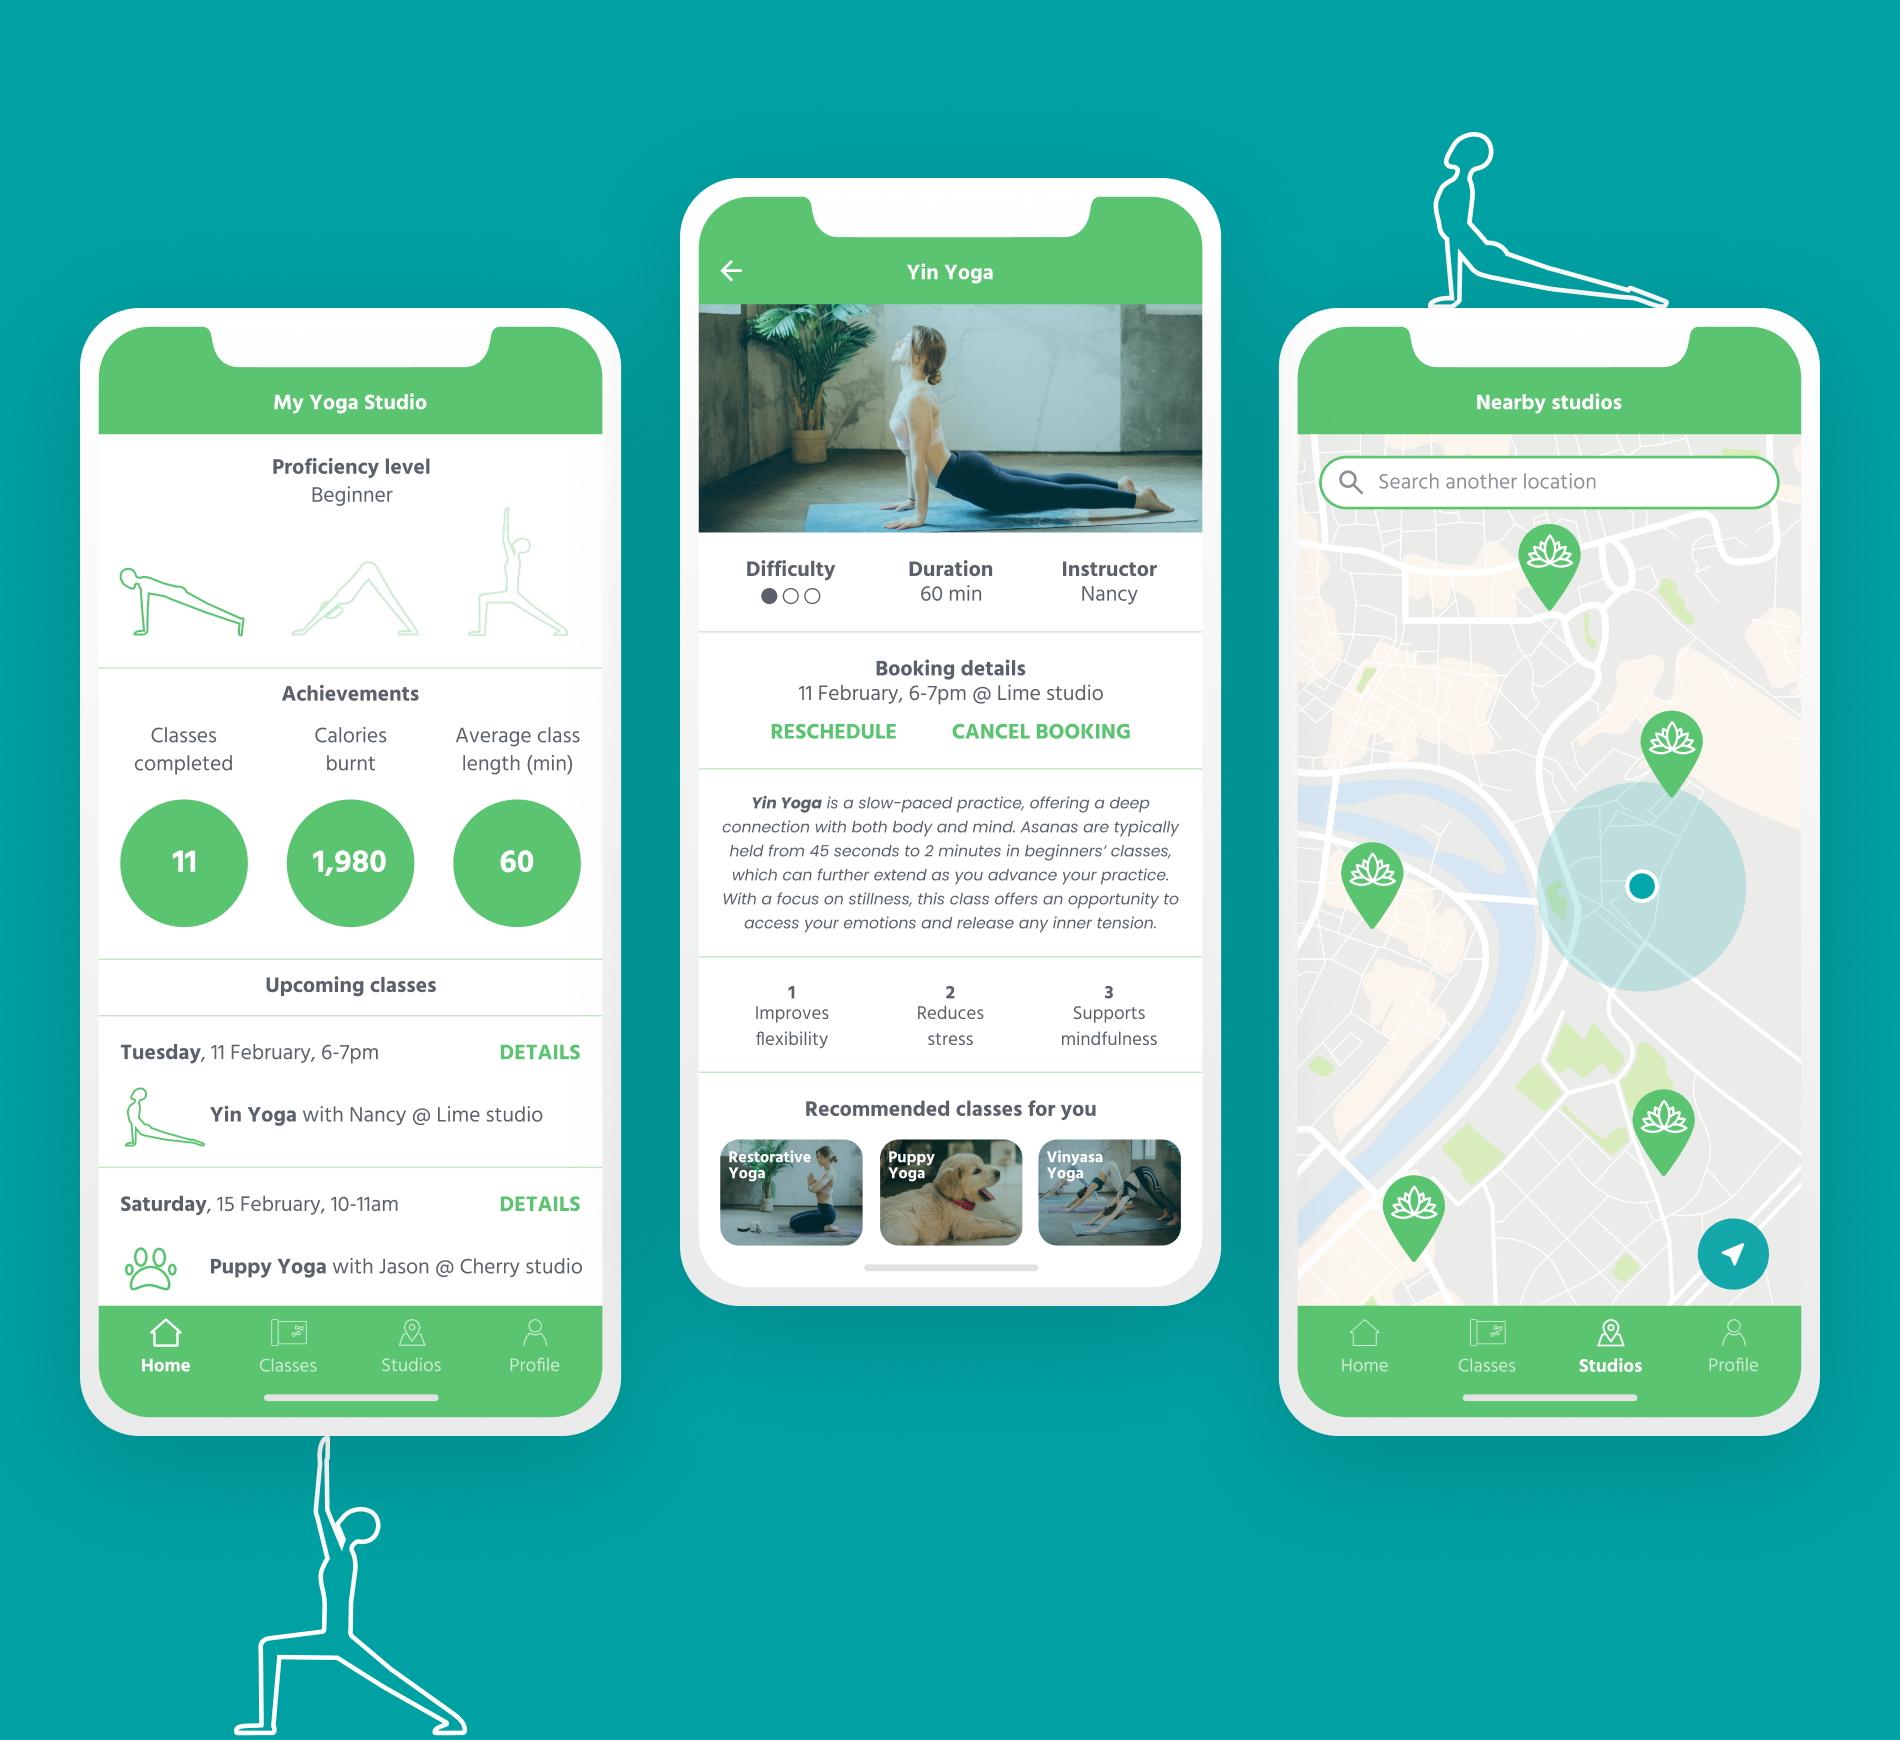 My Yoga Studio
Proficiency level
Beginner
Achievements
Classes
completed
Calories
burnt
Average class
length (min)
11
1,980
60
Upcoming classes
Tuesday, 11 February, 6-7pm
DETAILS
Yin Yoga with Nancy @ Lime studio
Saturday, 15 February, 10-11am
DETAILS
Puppy Yoga with Jason @ Cherry studio
Home
Classes
Studios
Profile
Yin Yoga
Difficulty
Duration
60 min
Instructor
Nancy
Booking details
11 February, 6-7pm @ Lime studio
RESCHEDULE
CANCEL BOOKING
Yin Yoga is a slow-paced practice, offering a deep
connection with both body and mind. Asanas are typically
held from 45 seconds to 2 minutes in beginners’ classes,
which can further extend as you advance your practice.
With a focus on stillness, this class offers an opportunity to
access your emotions and release any inner tension.
1
Improves
flexibility
2
Reduces
stress
3
Supports
mindfulness
Recommended classes for you
Restorative
Yoga
Puppy
Yoga
Vinyasa
Yoga
Nearby studios
Search another location
Home
Classes
Studios
Profile